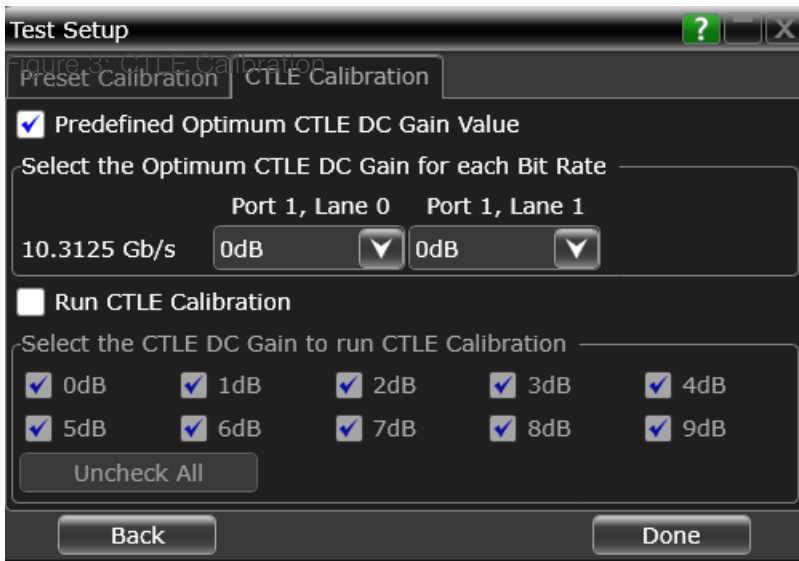 Test Setup
?
X
Figure 3: CTLE Calibration
Preset Calibration
CTLE Calibration
Predefined Optimum CTLE DC Gain Value
Select the Optimum CTLE DC Gain for each Bit Rate
Port 1, Lane 0 Port 1, Lane 1
10.3125 Gb/s 0dB 0dB
Run CTLE Calibration
Select the CTLE DC Gain to run CTLE Calibration
0dB 1dB 2dB 3dB 4dB
5dB 6dB 7dB 8dB 9dB
Uncheck All
Back Done